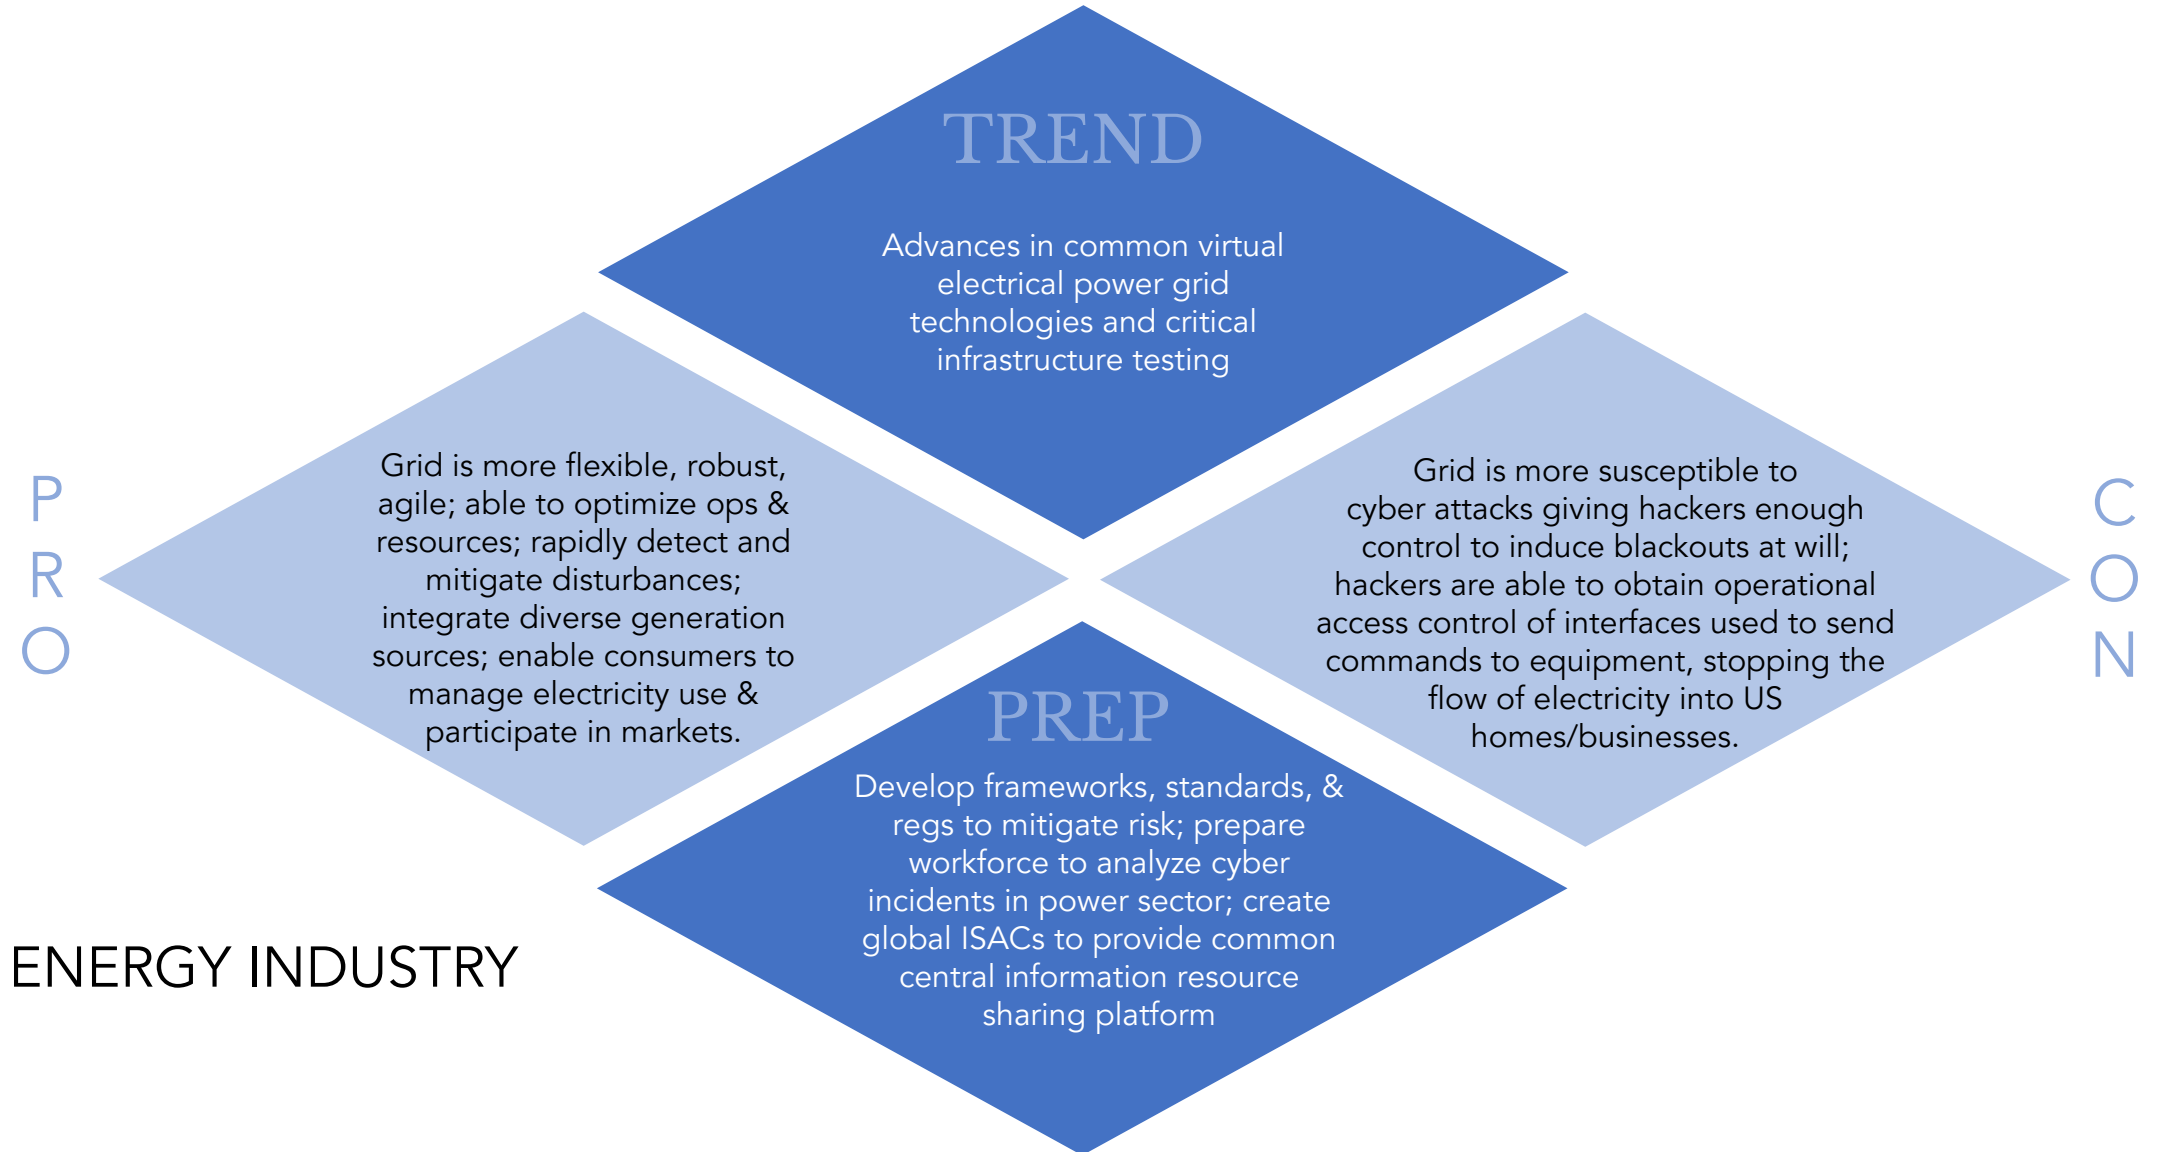 TREND
Advances in common virtual
electrical power grid
technologies and critical
infrastructure testing
P
R
O
Grid is more flexible, robust,
agile; able to optimize ops &
resources; rapidly detect and
mitigate disturbances;
integrate diverse generation
sources; enable consumers to
manage electricity use &
participate in markets.
Grid is more susceptible to
cyber attacks giving hackers enough
control to induce blackouts at will;
hackers are able to obtain operational
access control of interfaces used to send
commands to equipment, stopping the
flow of electricity into US
homes/businesses.
C
O
N
PREP
Develop frameworks, standards, &
regs to mitigate risk; prepare
workforce to analyze cyber
incidents in power sector; create
global ISACs to provide common
central information resource
sharing platform
ENERGY INDUSTRY